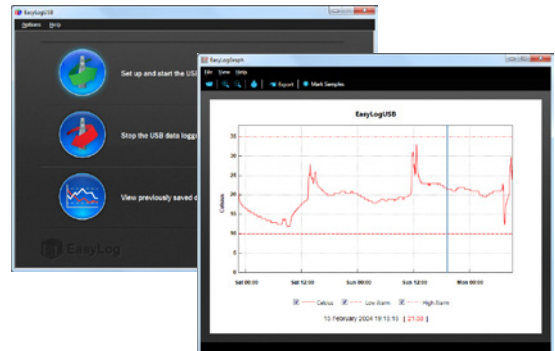 EasyLogUSB
Options Help
Set up and start the USB
Stop the USB data logg
View previously saved d
EasyLog
EasyLogGraph
File View Help
Export Mark Samples
EasyLogUSB
Celsius
35
30
25
20
15
10
5
0
Sat 00:00 Sat 12:00 Sun 00:00 Sun 12:00 Mon 00:00
Celsius Low Alarm High Alarm
15 February 2004 19:13:15 [ 21.00 ]